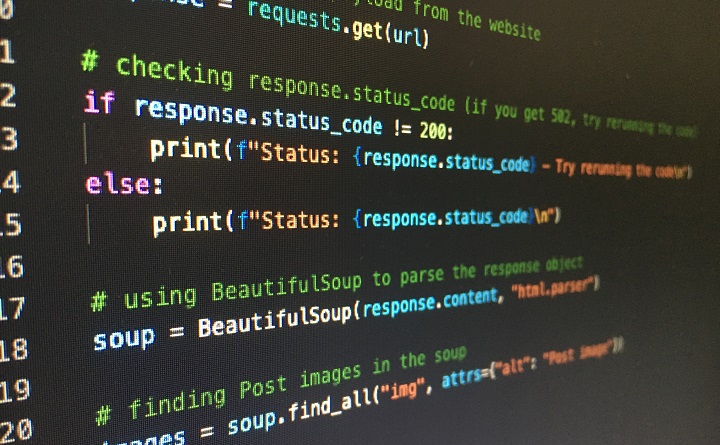 0 = requests.get(url) from the website
1
2 # checking response.status_code (if you get 502, try rerunning the code)
3 if response.status_code != 200:
4 print(f"Status: {response.status_code} - Try rerunning the code\n")
5 else:
6 print(f"Status: {response.status_code}\n")
17 # using BeautifulSoup to parse the response object
18 soup = BeautifulSoup(response.content, "html.parser")
19
20 # finding Post images in the soup
= soup.find_all("img", attrs={"alt": "Post image"})